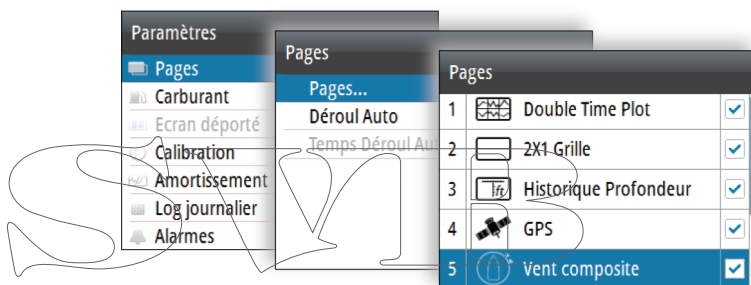 Paramètres
Pages
Carburant
Ecran déporté
Calibration
Amortissement
Log journalier
Alarmes
Pages
Pages...
Déroul Auto
Temps Déroul Au
Pages
1 Double Time Plot
2 2X1 Grille
3 ft Historique Profondeur
4 GPS
5 Vent composite